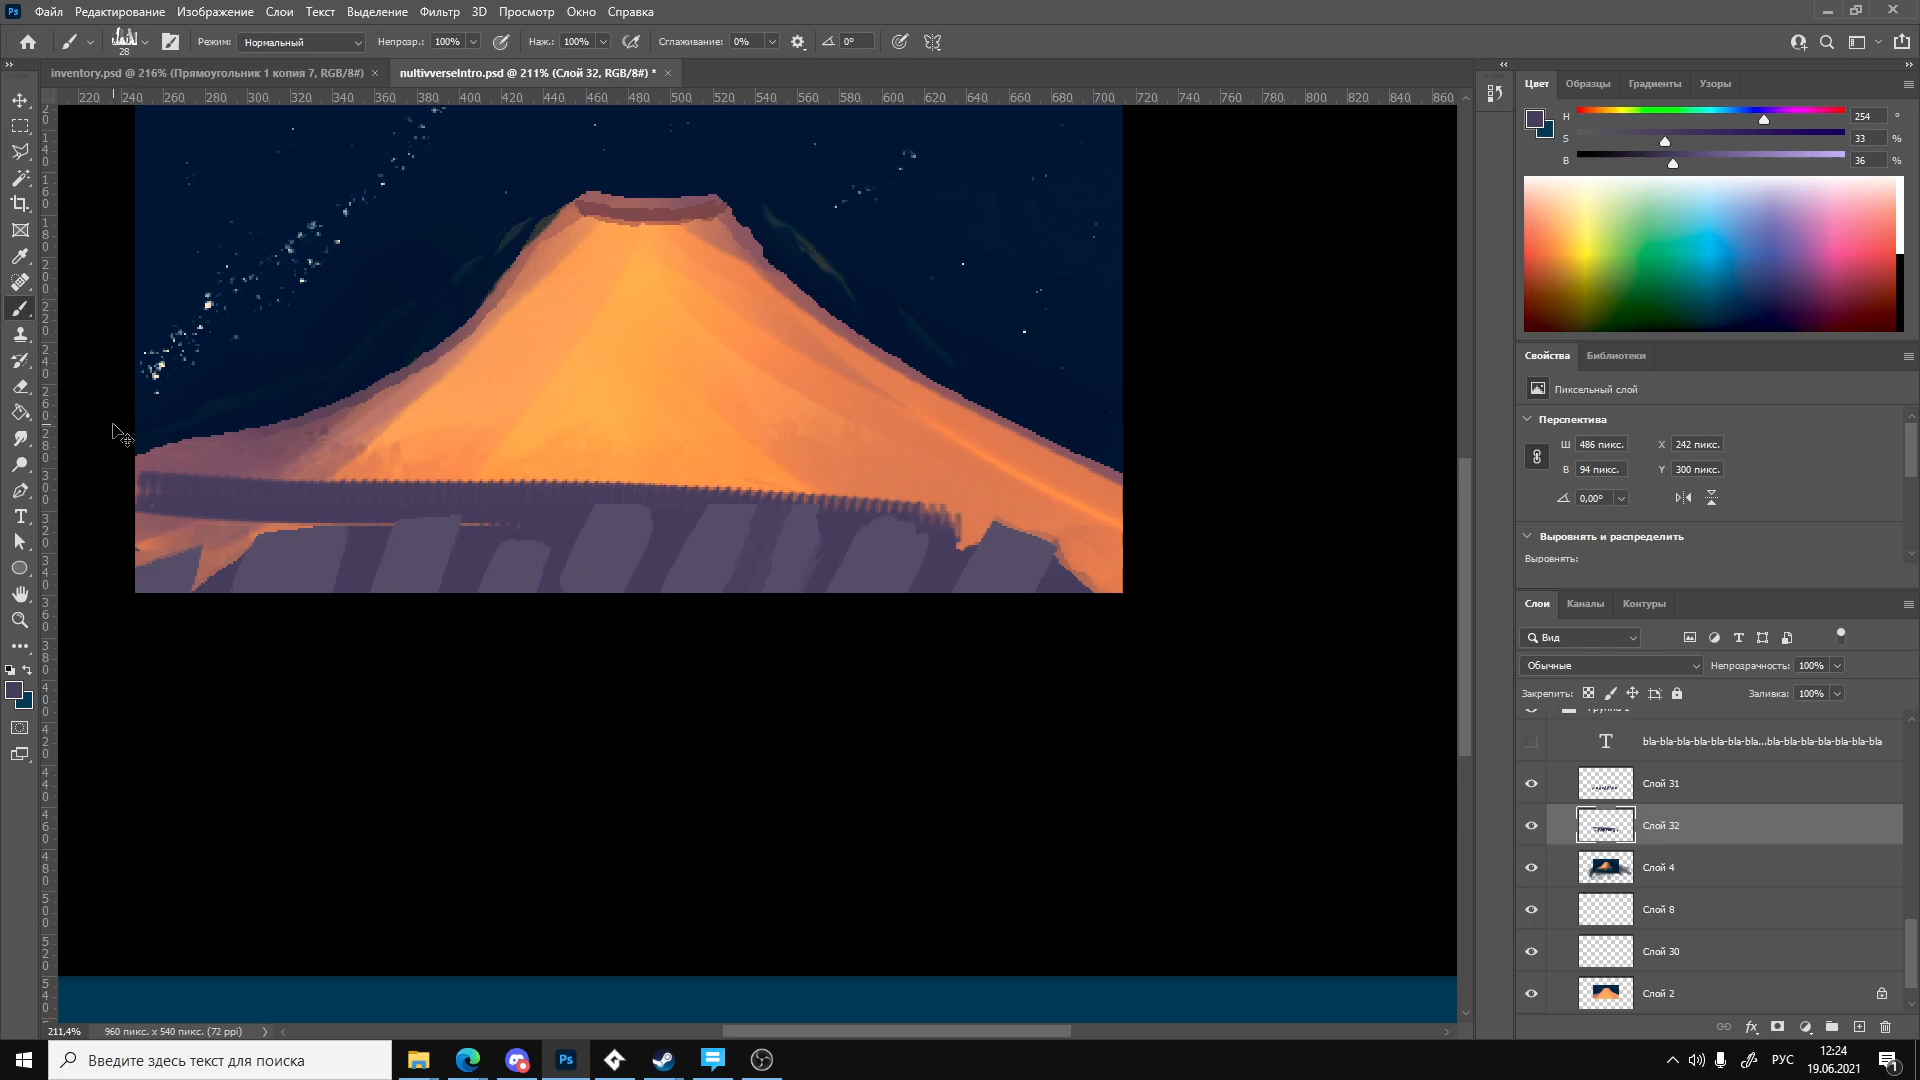 Ps Файл Редактирование Изображение Слои Текст Выделение Фильтр 3D Просмотр Окно Справка
28 Режим: Нормальный Непрозр.: 100% Наж.: 100% Сглаживание: 0% 0°
inventory.psd @ 216% (Прямоугольник 1 копия 7, RGB/8#) × nultivverseIntro.psd @ 211% (Слой 32, RGB/8#) * ×
220 240 260 280 300 320 340 360 380 400 420 440 460 480 500 520 540 560 580 600 620 640 660 680 700 720 740 760 780 800 820 840 860
Цвет Образцы Градиенты Узоры
H 254 °
S 33 %
B 36 %
Свойства Библиотеки
Пиксельный слой
Перспектива
Ш 486 пикс. X 242 пикс.
В 94 пикс. Y 300 пикс.
0,00°
Выровнять и распределить
Выровнять:
Слои Каналы Контуры
Вид
Обычные Непрозрачность: 100%
Закрепить: Заливка: 100%
bla-bla-bla-bla-bla-bla-bla...bla-bla-bla-bla-bla-bla-bla
Слой 31
Слой 32
Слой 4
Слой 8
Слой 30
Слой 2
211,4% 960 пикс. x 540 пикс. (72 ppi)
Введите здесь текст для поиска
Ps
РУС
12:24
19.06.2021
1